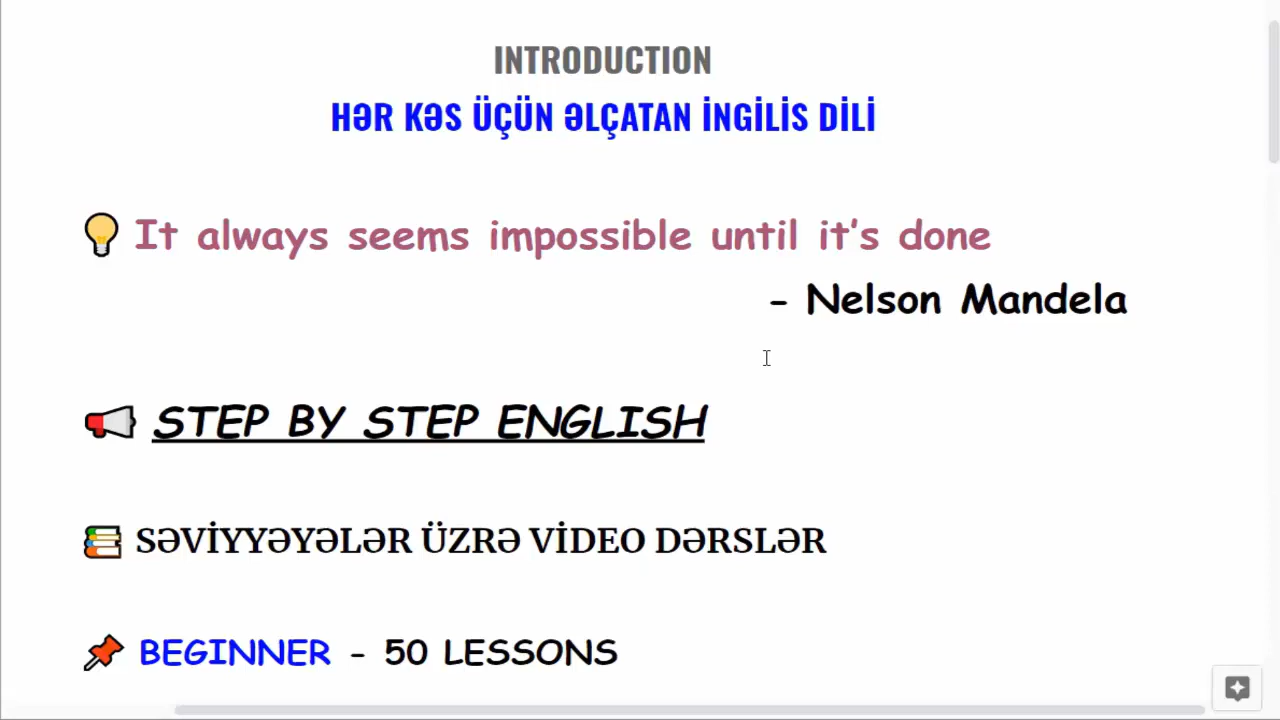 INTRODUCTION
HƏR KƏS ÜÇÜN ƏLÇATAN İNGİLİS DİLİ
It always seems impossible until it’s done
- Nelson Mandela
STEP BY STEP ENGLISH
SƏVİYYƏYƏLƏR ÜZRƏ VİDEO DƏRSLƏR
BEGINNER - 50 LESSONS